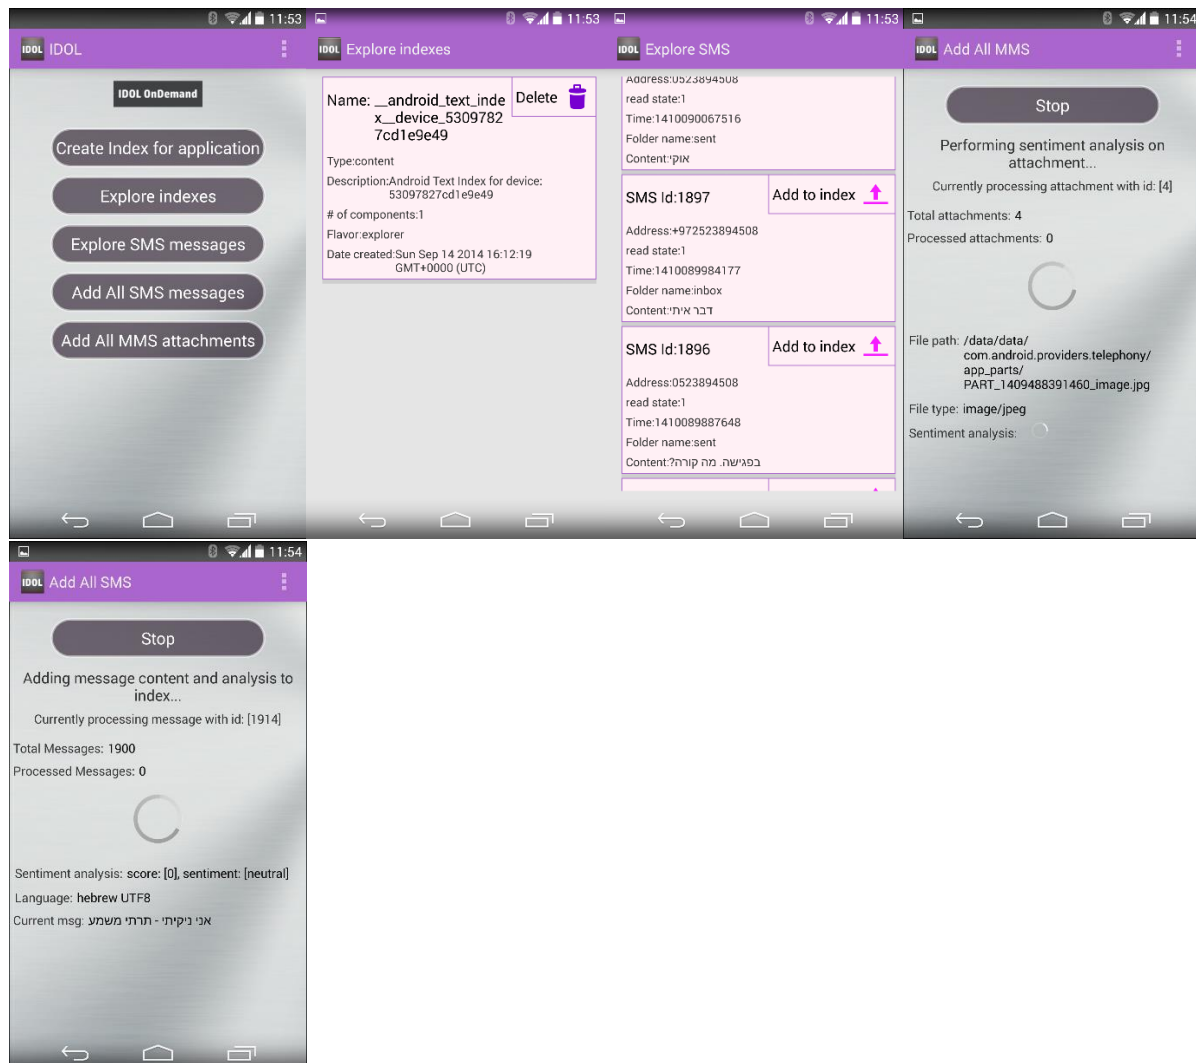 11:53
IDOL IDOL
IDOL OnDemand
Create Index for application
Explore indexes
Explore SMS messages
Add All SMS messages
Add All MMS attachments
11:53
IDOL Explore indexes
Name: __android_text_inde
x__device_5309782
7cd1e9e49
Delete
Type:content
Description:Android Text Index for device:
53097827cd1e9e49
# of components:1
Flavor:explorer
Date created:Sun Sep 14 2014 16:12:19
GMT+0000 (UTC)
11:53
IDOL Explore SMS
Address:0523894508
read state:1
Time:1410090067516
Folder name:sent
Content:אוקי
SMS Id:1897
Add to index
Address:+972523894508
read state:1
Time:1410089984177
Folder name:inbox
Content:דבר איתי
SMS Id:1896
Add to index
Address:0523894508
read state:1
Time:1410089887648
Folder name:sent
Content:בפגישה. מה קורה?
11:54
IDOL Add All MMS
Stop
Performing sentiment analysis on
attachment...
Currently processing attachment with id: [4]
Total attachments: 4
Processed attachments: 0
File path: /data/data/
com.android.providers.telephony/
app_parts/
PART_1409488391460_image.jpg
File type: image/jpeg
Sentiment analysis:
11:54
IDOL Add All SMS
Stop
Adding message content and analysis to
index...
Currently processing message with id: [1914]
Total Messages: 1900
Processed Messages: 0
Sentiment analysis: score: [0], sentiment: [neutral]
Language: hebrew UTF8
Current msg: אני ניקיתי - תרתי משמע